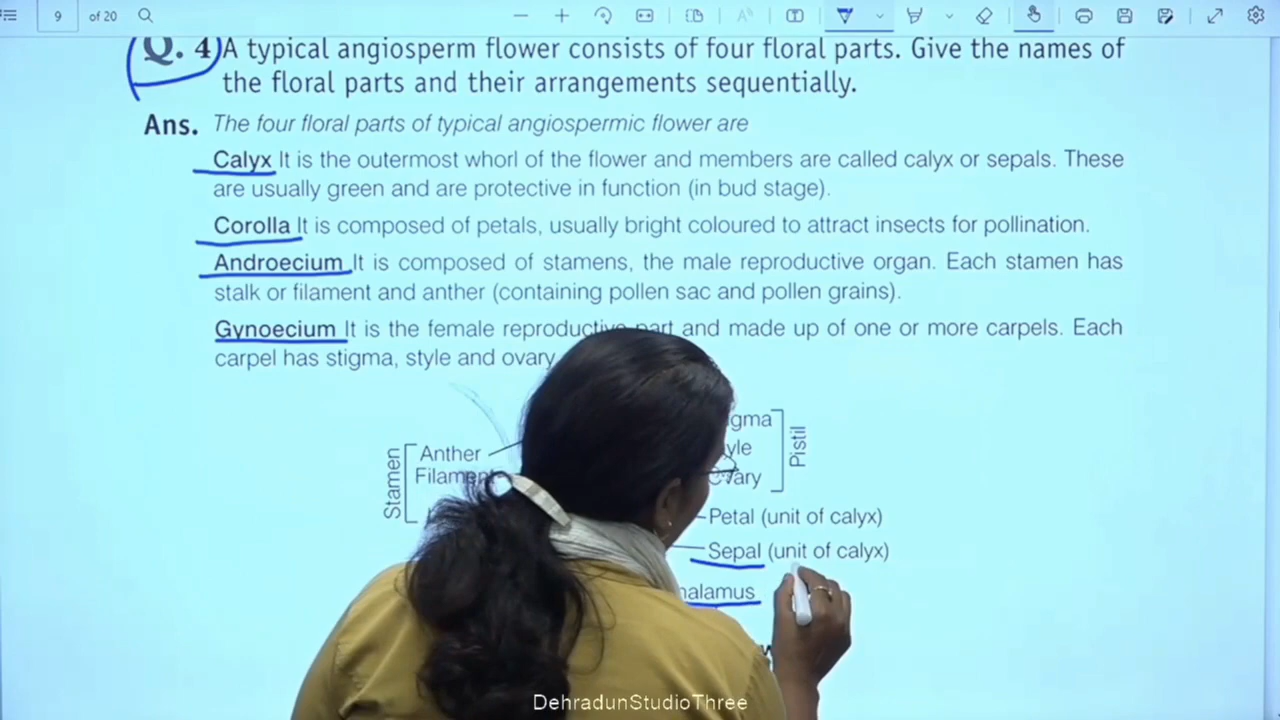 9 of 20
Q. 4) A typical angiosperm flower consists of four floral parts. Give the names of
the floral parts and their arrangements sequentially.
Ans. The four floral parts of typical angiospermic flower are
Calyx It is the outermost whorl of the flower and members are called calyx or sepals. These
are usually green and are protective in function (in bud stage).
Corolla It is composed of petals, usually bright coloured to attract insects for pollination.
Androecium It is composed of stamens, the male reproductive organ. Each stamen has
stalk or filament and anther (containing pollen sac and pollen grains).
Gynoecium It is the female reproductive part and made up of one or more carpels. Each
carpel has stigma, style and ovary
Stamen
Anther
Filament
Pistil
Petal (unit of calyx)
Sepal (unit of calyx)
DehradunStudioThree